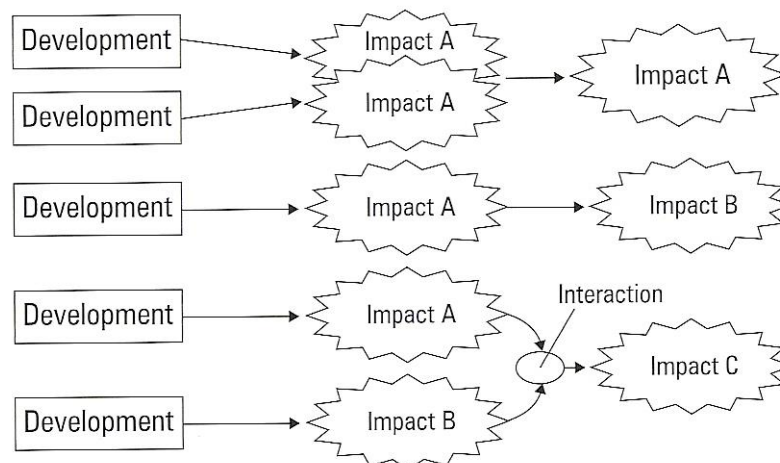 Development
Impact A
Impact A
Impact A
Development
Development
Impact A
Impact B
Development
Impact A
Interaction
Impact C
Development
Impact B